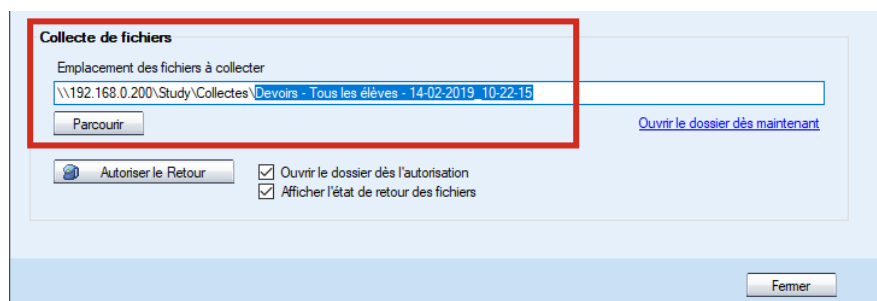 Collecte de fichiers
Emplacement des fichiers à collecter
\\192.168.0.200\Study\Collectes\Devoirs - Tous les élèves - 14-02-2019_10-22-15
Parcourir
Ouvrir le dossier dès maintenant
Autoriser le Retour
Ouvrir le dossier dès l'autorisation
Afficher l'état de retour des fichiers
Fermer